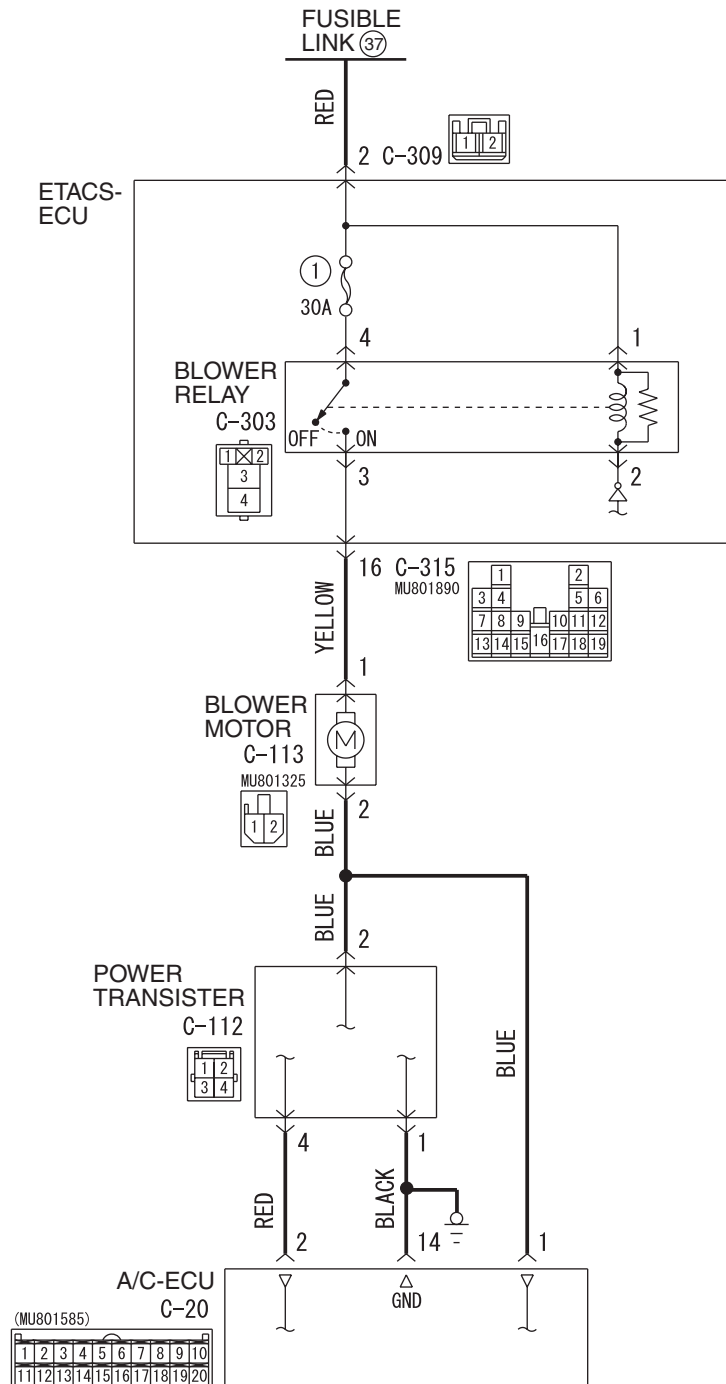 FUSIBLE
LINK 37
RED
2 C-309
1 2
ETACS-
ECU
1
30A
4
1
BLOWER
RELAY
C-303
OFF ON
1 2
3
4
3
2
16 C-315
MU801890
1 2
3 4 5 6
7 8 9 10 11 12
13 14 15 16 17 18 19
YELLOW
1
BLOWER
MOTOR
C-113
MU801325
M
1 2
2
BLUE
BLUE
2
POWER
TRANSISTER
C-112
1 2
3 4
BLUE
4
1
RED
BLACK
2
14
1
A/C-ECU
C-20
GND
(MU801585)
1 2 3 4 5 6 7 8 9 10
11 12 13 14 15 16 17 18 19 20